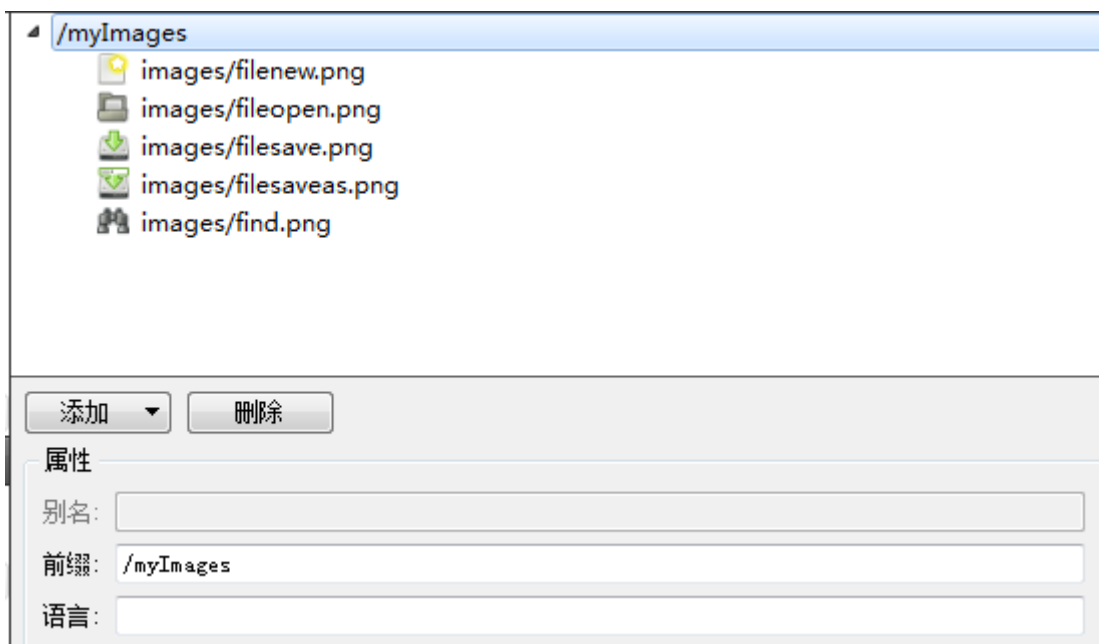 /myImages
images/filenew.png
images/fileopen.png
images/filesave.png
images/filesaveas.png
images/find.png
添加 删除
属性
别名:
前缀: /myImages
语言: